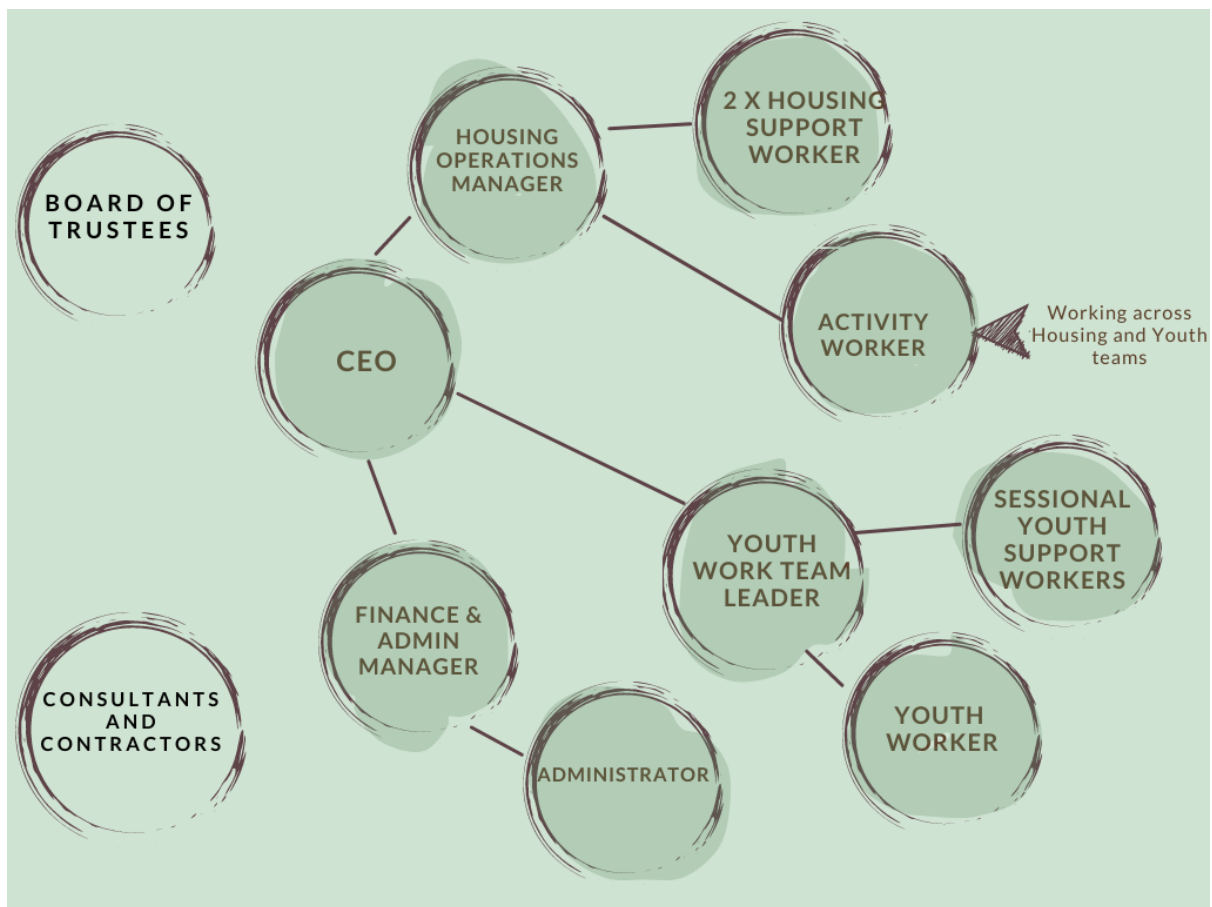 2 X HOUSING
SUPPORT
WORKER
HOUSING
OPERATIONS
MANAGER
BOARD OF
TRUSTEES
ACTIVITY
WORKER
Working across
Housing and Youth
teams
CEO
SESSIONAL
YOUTH
SUPPORT
WORKERS
YOUTH
WORK TEAM
LEADER
FINANCE &
ADMIN
MANAGER
CONSULTANTS
AND
CONTRACTORS
YOUTH
WORKER
ADMINISTRATOR